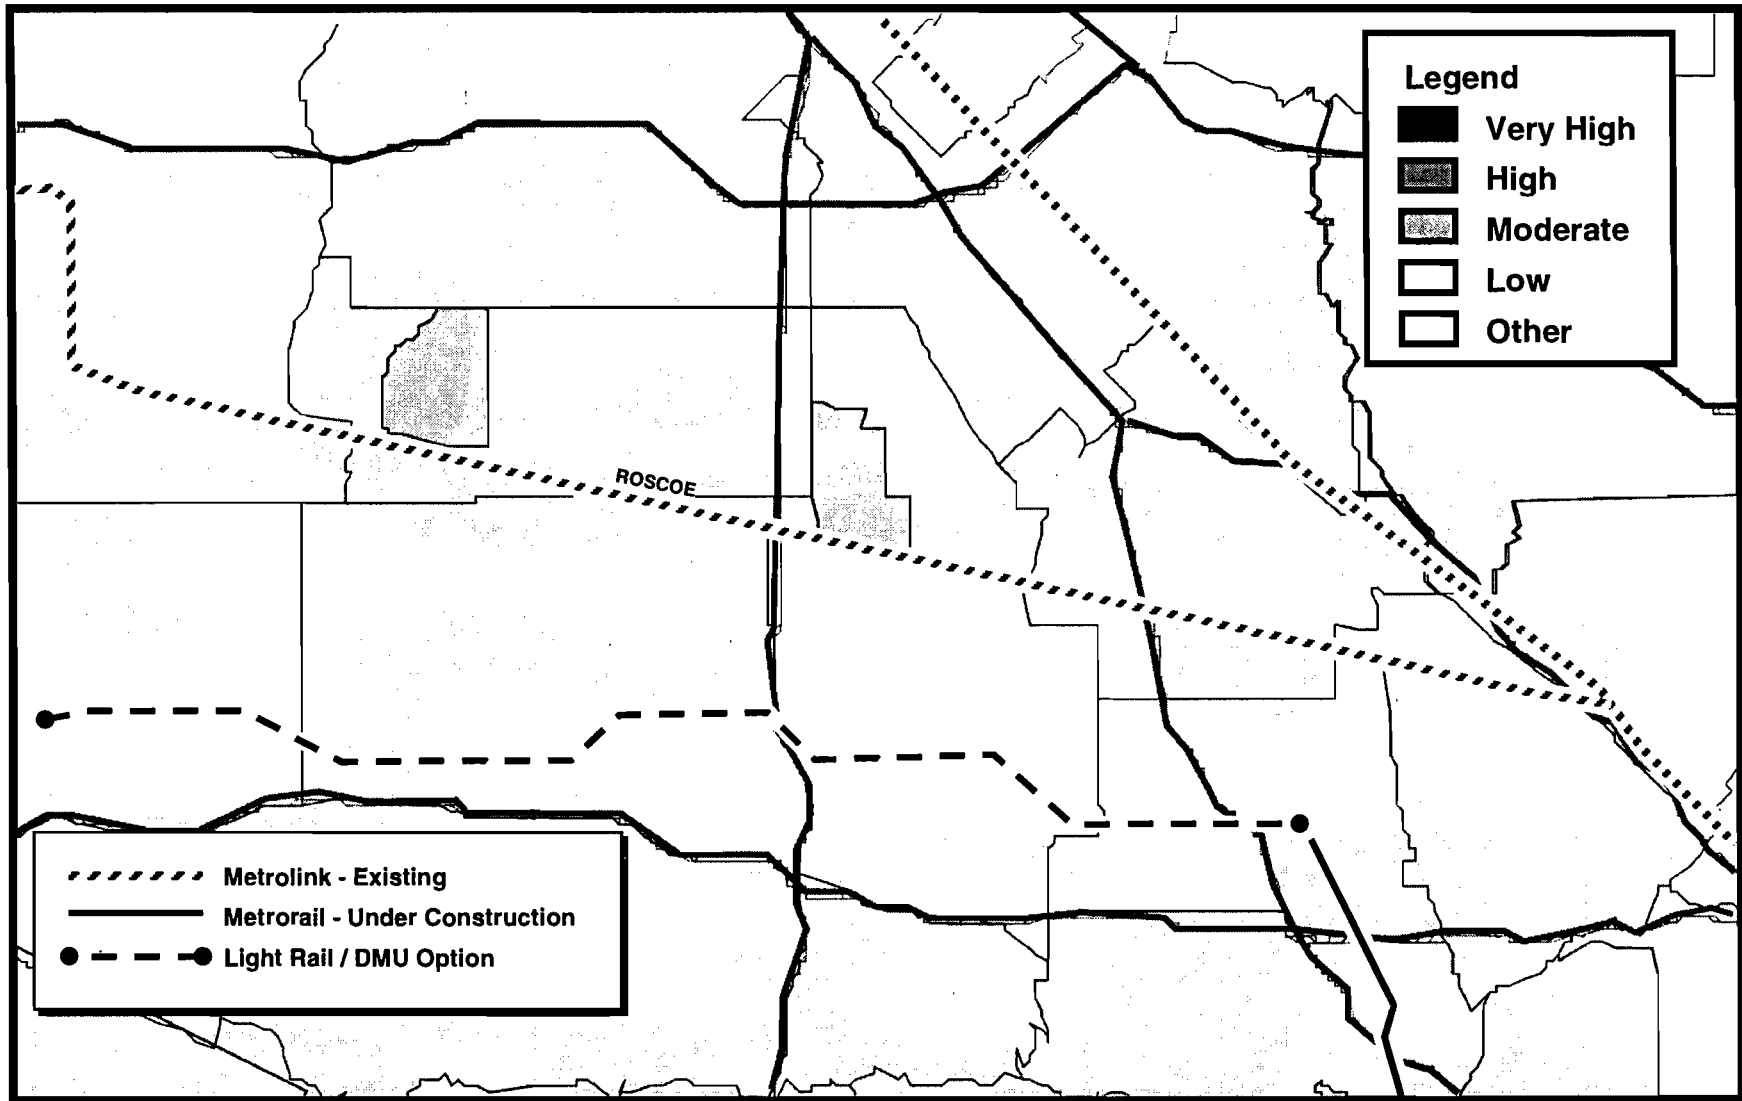 Legend
Very High
High
Moderate
Low
Other
ROSCOE
Metrolink - Existing
Metrorail - Under Construction
Light Rail / DMU Option